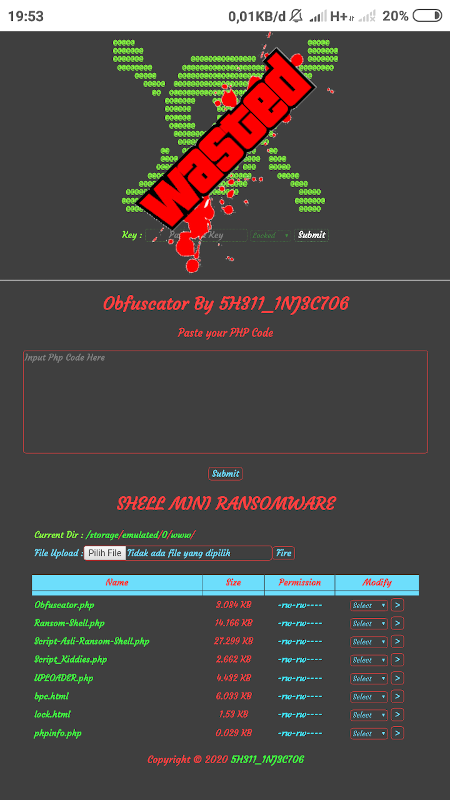 19:53 0,01KB/d H+ 20%
Wasted
Key : Key Locked Submit
Obfuscator By 5H311_1NJ3C706
Paste your PHP Code
Input Php Code Here
Submit
SHELL MINI RANSOMWARE
Current Dir : /storage/emulated/0/www/
File Upload : Pilih File Tidak ada file yang dipilih Fire
Name Size Permission Modify
Obfuscator.php 3.084 KB -rw-rw---- Select >
Ransom-Shell.php 14.166 KB -rw-rw---- Select >
Script-Asli-Ransom-Shell.php 27.299 KB -rw-rw---- Select >
Script_Kiddies.php 2.662 KB -rw-rw---- Select >
UPLOADER.php 4.492 KB -rw-rw---- Select >
bpc.html 6.033 KB -rw-rw---- Select >
lock.html 1.53 KB -rw-rw---- Select >
phpinfo.php 0.029 KB -rw-rw---- Select >
Copyright © 2020 5H311_1NJ3C706